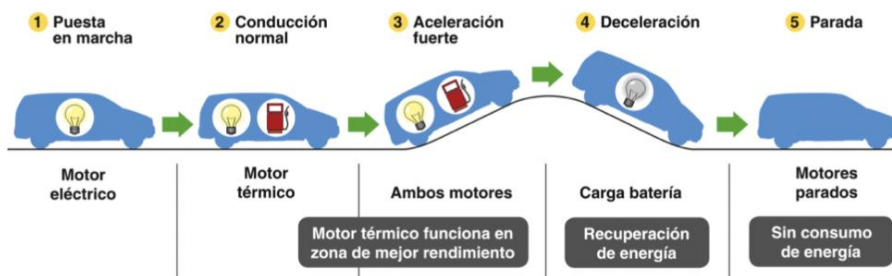 1 Puesta
en marcha
2 Conducción
normal
3 Aceleración
fuerte
4 Deceleración
5 Parada
Motor
eléctrico
Motor
térmico
Ambos motores
Carga batería
Motores
parados
Motor térmico funciona en
zona de mejor rendimiento
Recuperación
de energía
Sin consumo
de energía